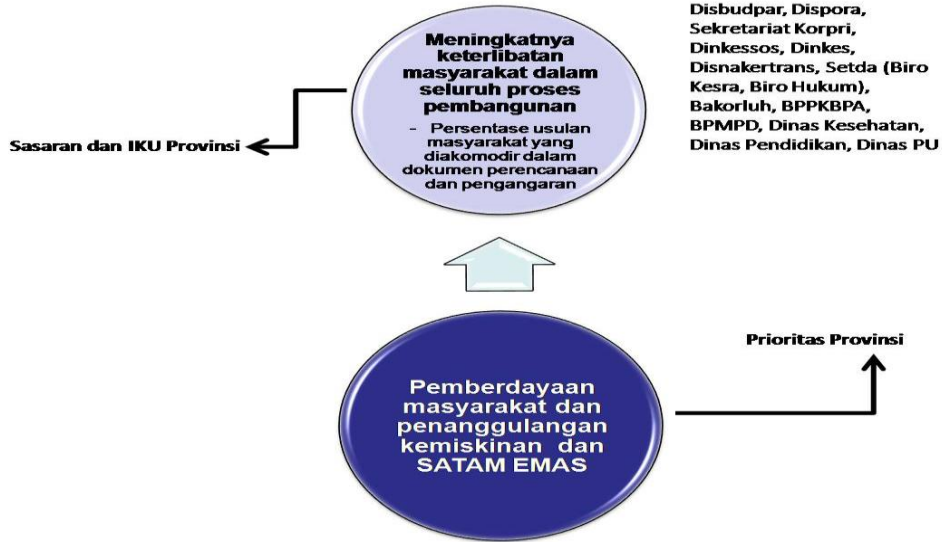 Meningkatnya
keterlibatan
masyarakat dalam
seluruh proses
pembangunan
- Persentase usulan
masyarakat yang
diakomodir dalam
dokumen perencanaan
dan pengangaran
Disbudpar, Dispora,
Sekretariat Korpri,
Dinkessos, Dinkes,
Disnakertrans, Setda (Biro
Kesra, Biro Hukum),
Bakorluh, BPPKBPA,
BPMPD, Dinas Kesehatan,
Dinas Pendidikan, Dinas PU
Sasaran dan IKU Provinsi
Prioritas Provinsi
Pemberdayaan
masyarakat dan
penanggulangan
kemiskinan dan
SATAM EMAS